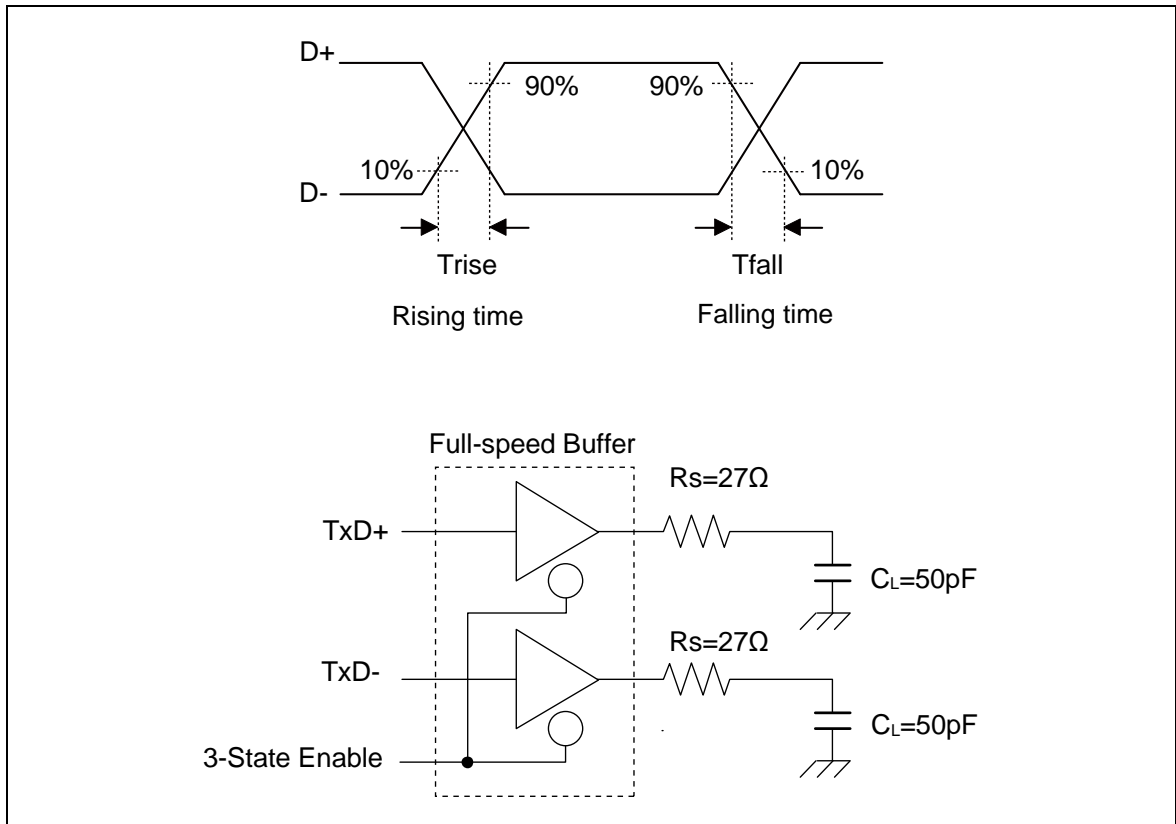 D+
90% 90%
10% 10%
D-
Trise Tfall
Rising time Falling time
Full-speed Buffer
Rs=27Ω
TxD+
CL=50pF
Rs=27Ω
TxD-
CL=50pF
3-State Enable